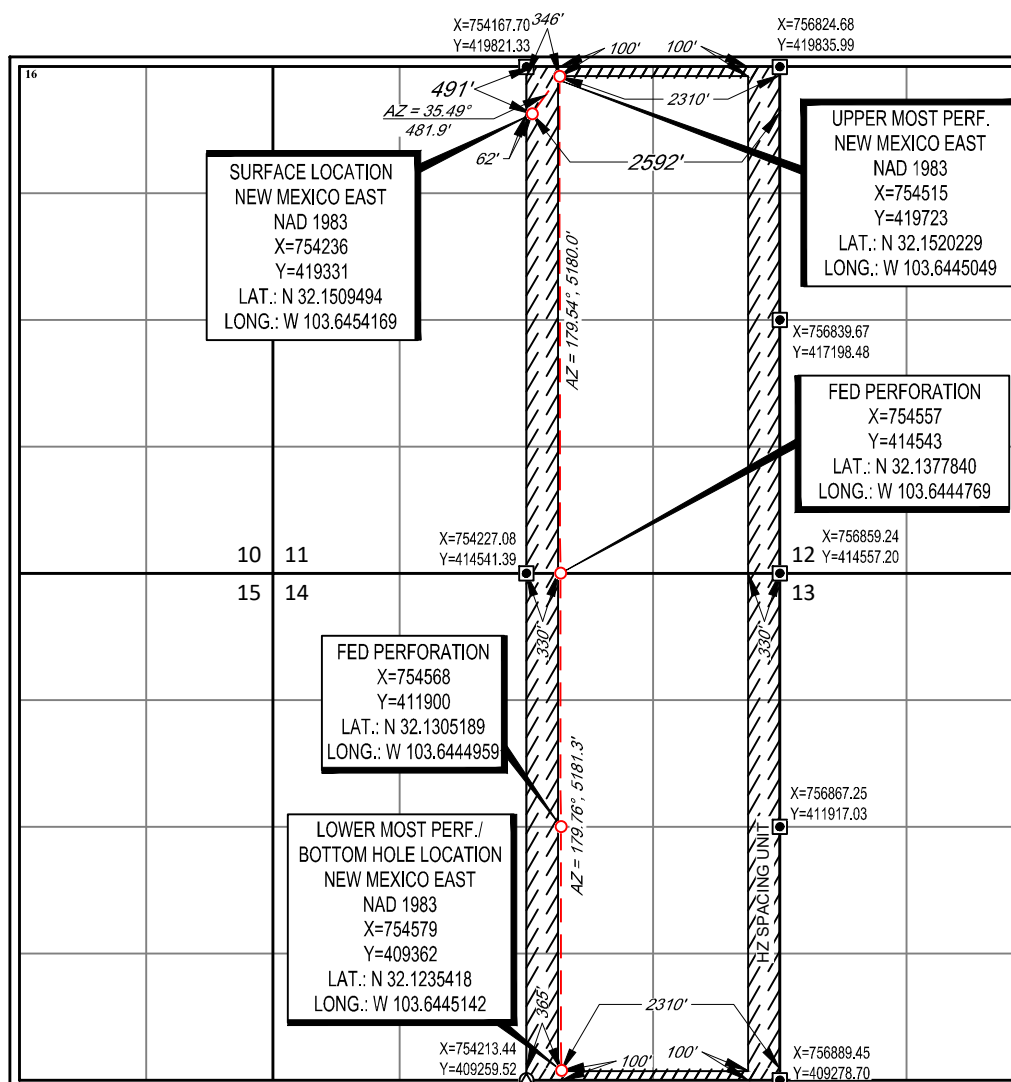 X=754167.70
Y=419821.33
346'
100'
100'
X=756824.68
Y=419835.99
16
491'
AZ = 35.49°
481.9'
62'
2310'
2592'
SURFACE LOCATION
NEW MEXICO EAST
NAD 1983
X=754236
Y=419331
LAT.: N 32.1509494
LONG.: W 103.6454169
UPPER MOST PERF.
NEW MEXICO EAST
NAD 1983
X=754515
Y=419723
LAT.: N 32.1520229
LONG.: W 103.6445049
AZ = 179.54°, 5180.0'
X=756839.67
Y=417198.48
FED PERFORATION
X=754557
Y=414543
LAT.: N 32.1377840
LONG.: W 103.6444769
10
11
X=754227.08
Y=414541.39
12
X=756859.24
Y=414557.20
15
14
13
330'
330'
FED PERFORATION
X=754568
Y=411900
LAT.: N 32.1305189
LONG.: W 103.6444959
AZ = 179.76°, 5181.3'
X=756867.25
Y=411917.03
HZ SPACING UNIT
LOWER MOST PERF./
BOTTOM HOLE LOCATION
NEW MEXICO EAST
NAD 1983
X=754579
Y=409362
LAT.: N 32.1235418
LONG.: W 103.6445142
365'
2310'
X=754213.44
Y=409259.52
100'
100'
X=756889.45
Y=409278.70